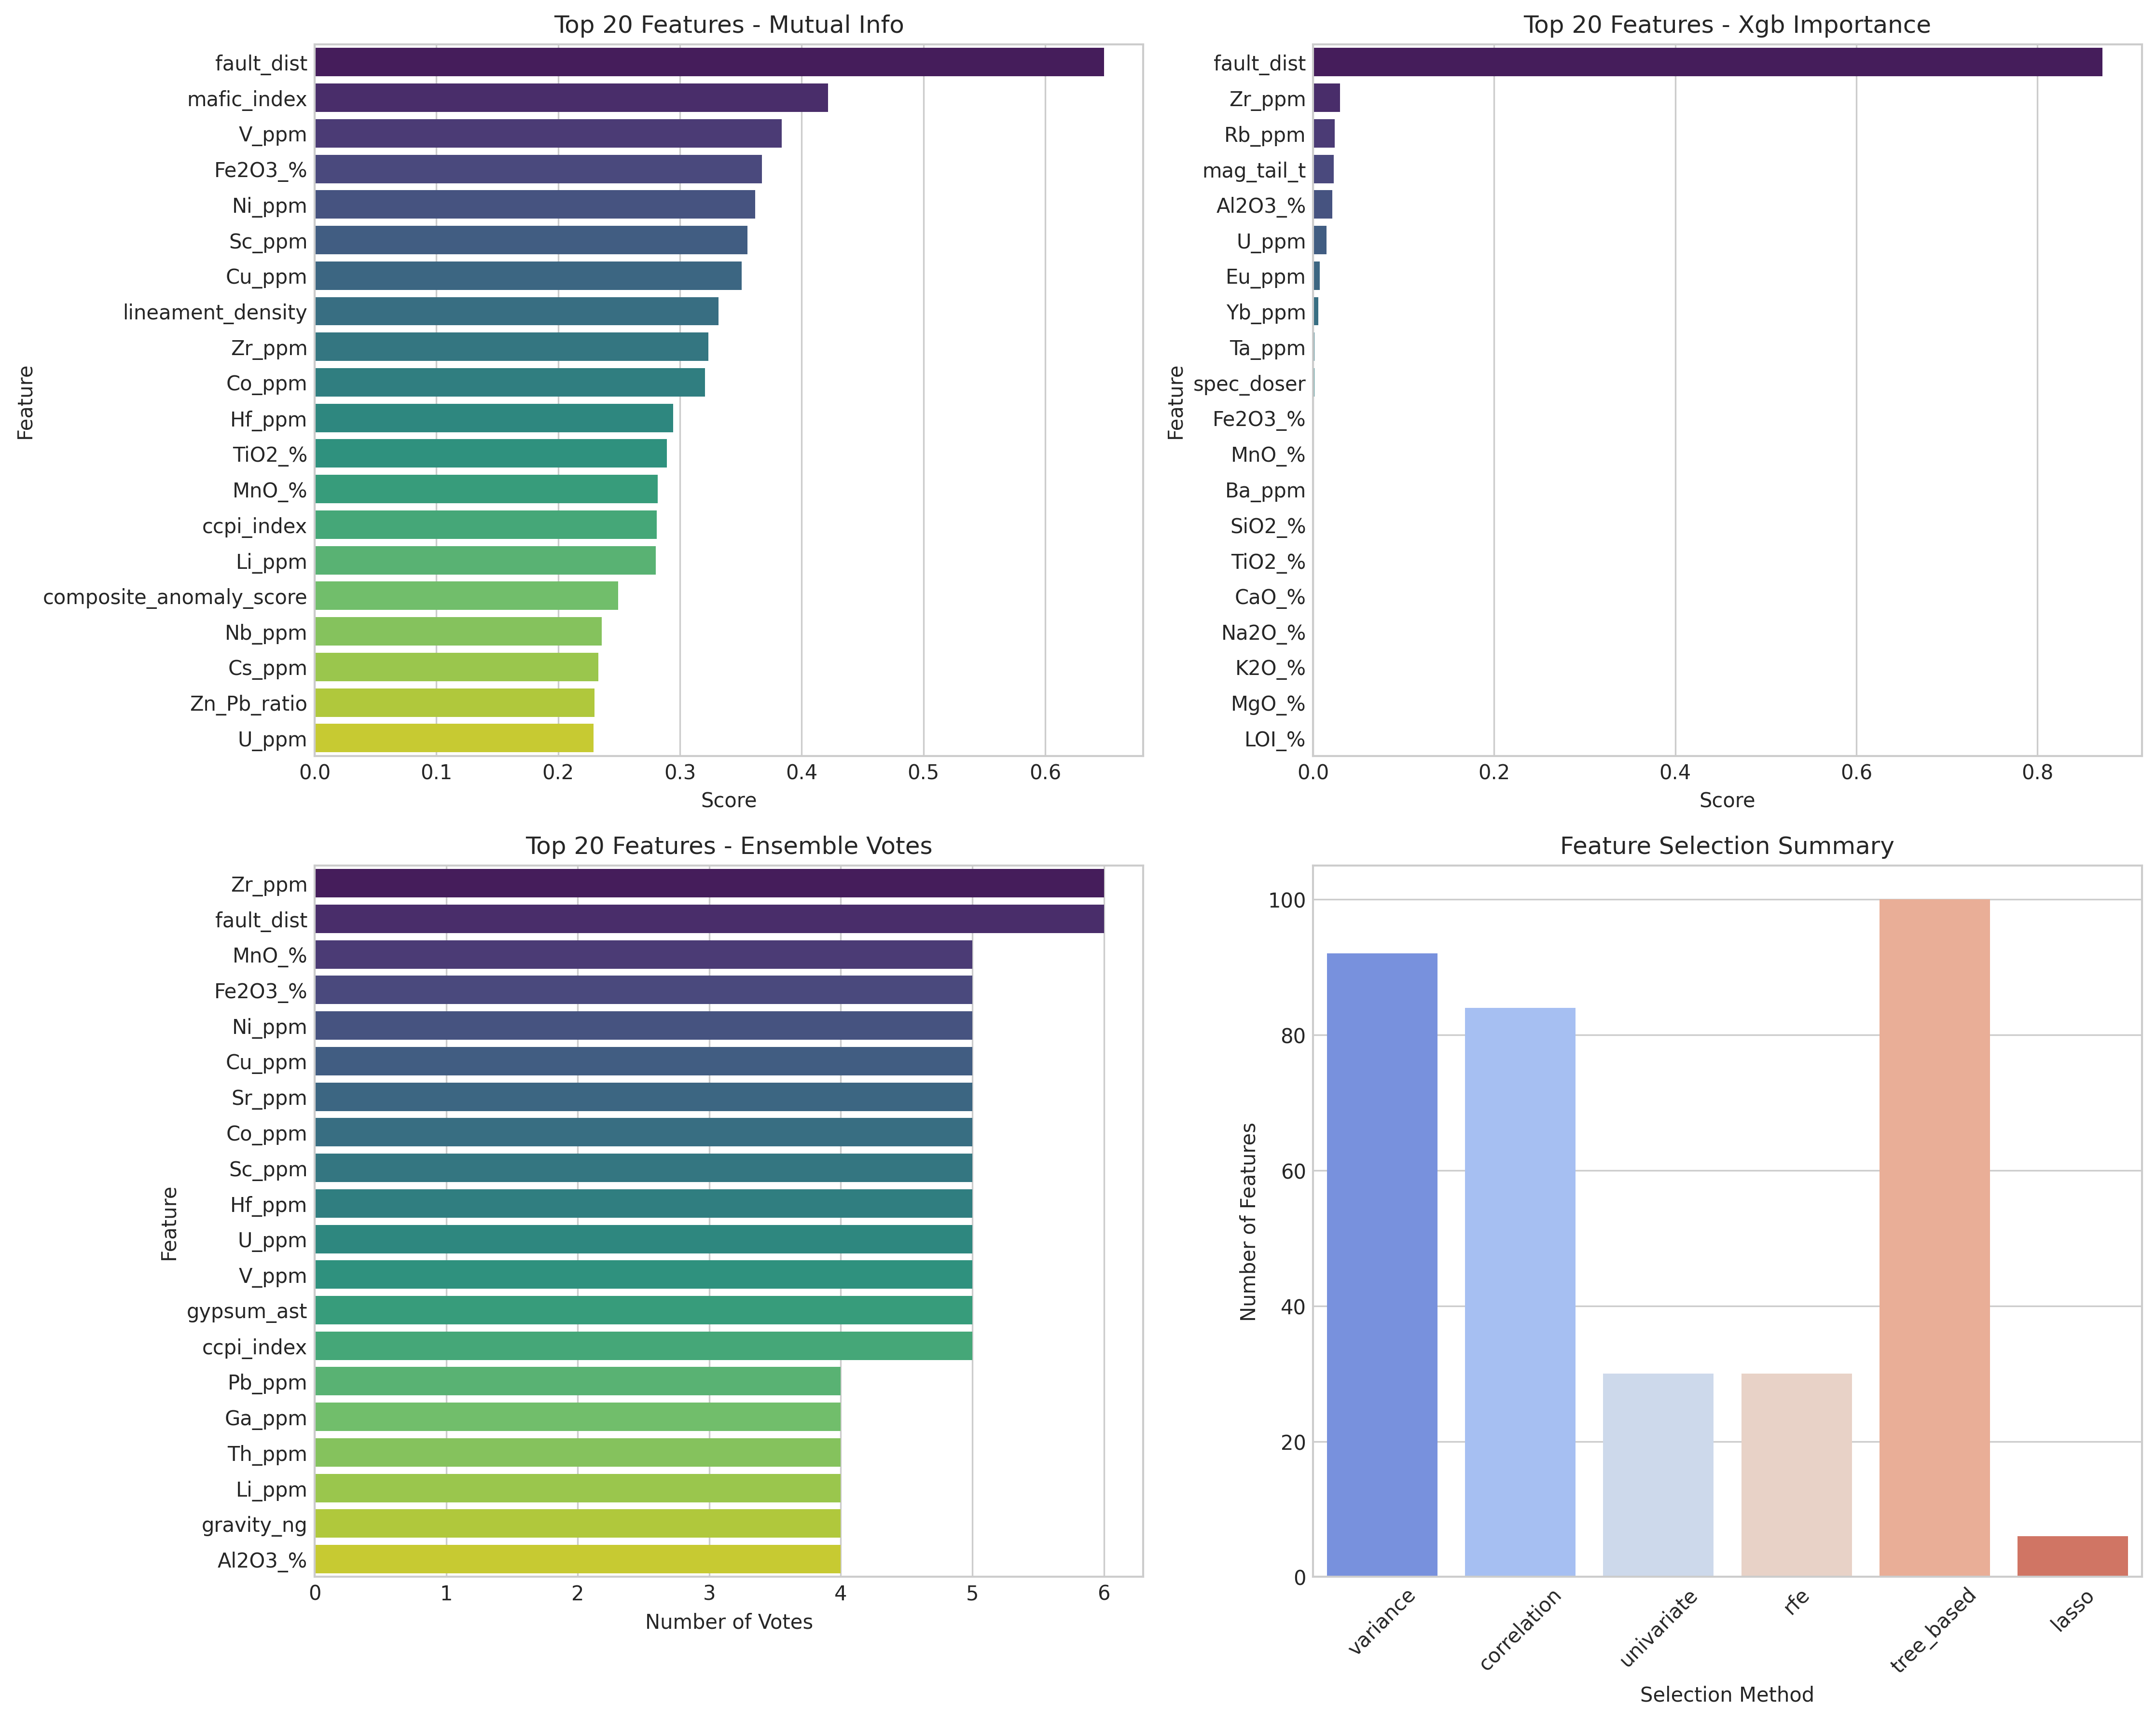 Top 20 Features - Mutual Info
Feature
fault_dist
mafic_index
V_ppm
Fe2O3_%
Ni_ppm
Sc_ppm
Cu_ppm
lineament_density
Zr_ppm
Co_ppm
Hf_ppm
TiO2_%
MnO_%
ccpi_index
Li_ppm
composite_anomaly_score
Nb_ppm
Cs_ppm
Zn_Pb_ratio
U_ppm
0.0 0.1 0.2 0.3 0.4 0.5 0.6
Score
Top 20 Features - Xgb Importance
Feature
fault_dist
Zr_ppm
Rb_ppm
mag_tail_t
Al2O3_%
U_ppm
Eu_ppm
Yb_ppm
Ta_ppm
spec_doser
Fe2O3_%
MnO_%
Ba_ppm
SiO2_%
TiO2_%
CaO_%
Na2O_%
K2O_%
MgO_%
LOI_%
0.0 0.2 0.4 0.6 0.8
Score
Top 20 Features - Ensemble Votes
Feature
Zr_ppm
fault_dist
MnO_%
Fe2O3_%
Ni_ppm
Cu_ppm
Sr_ppm
Co_ppm
Sc_ppm
Hf_ppm
U_ppm
V_ppm
gypsum_ast
ccpi_index
Pb_ppm
Ga_ppm
Th_ppm
Li_ppm
gravity_ng
Al2O3_%
0 1 2 3 4 5 6
Number of Votes
Feature Selection Summary
Number of Features
100
80
60
40
20
0
variance correlation univariate rfe tree_based lasso
Selection Method